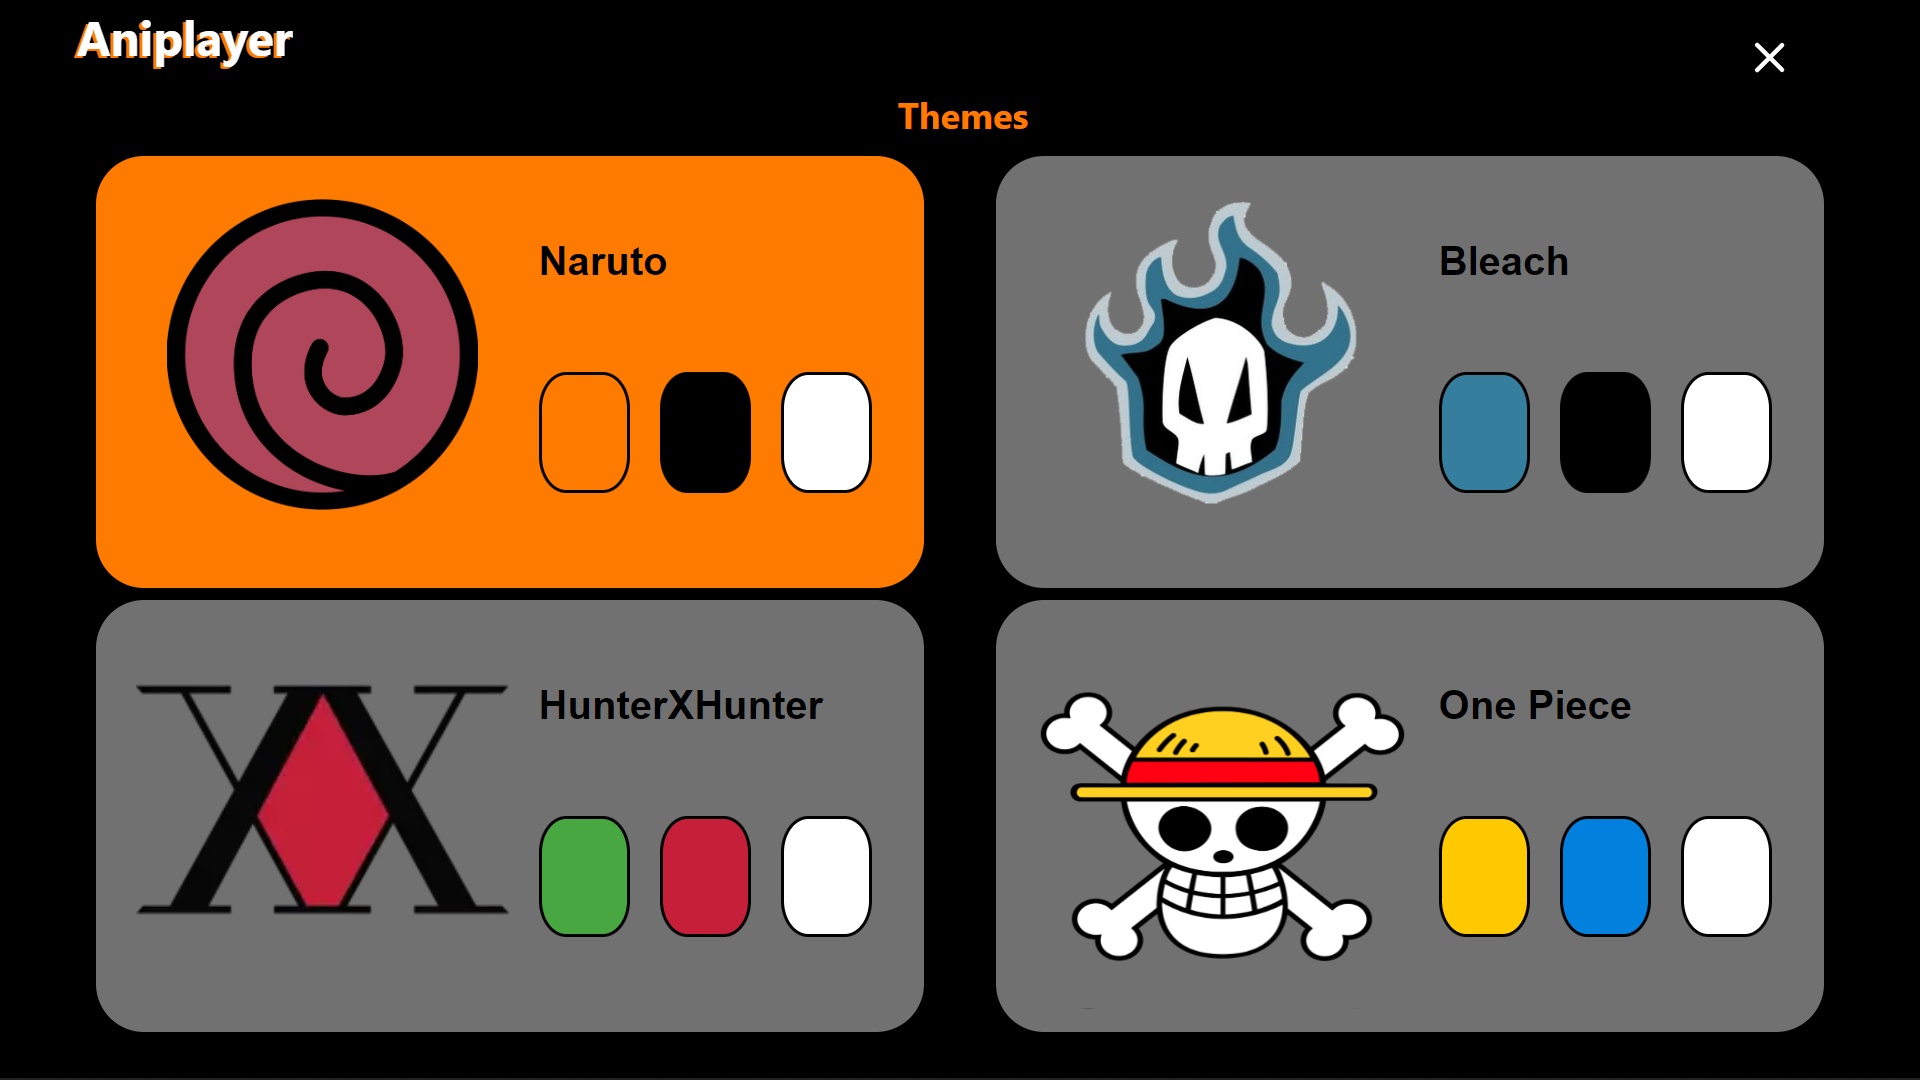 Aniplayer
Themes
Naruto
Bleach
HunterXHunter
One Piece